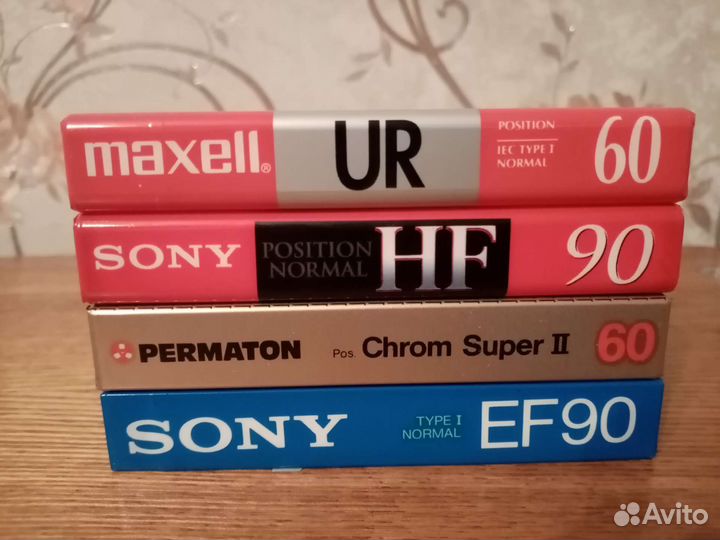 maxell® UR POSITION IEC TYPE I NORMAL 60
SONY POSITION NORMAL HF 90
PERMATON Pos. Chrom Super II 60
SONY TYPE I NORMAL EF90
Avito